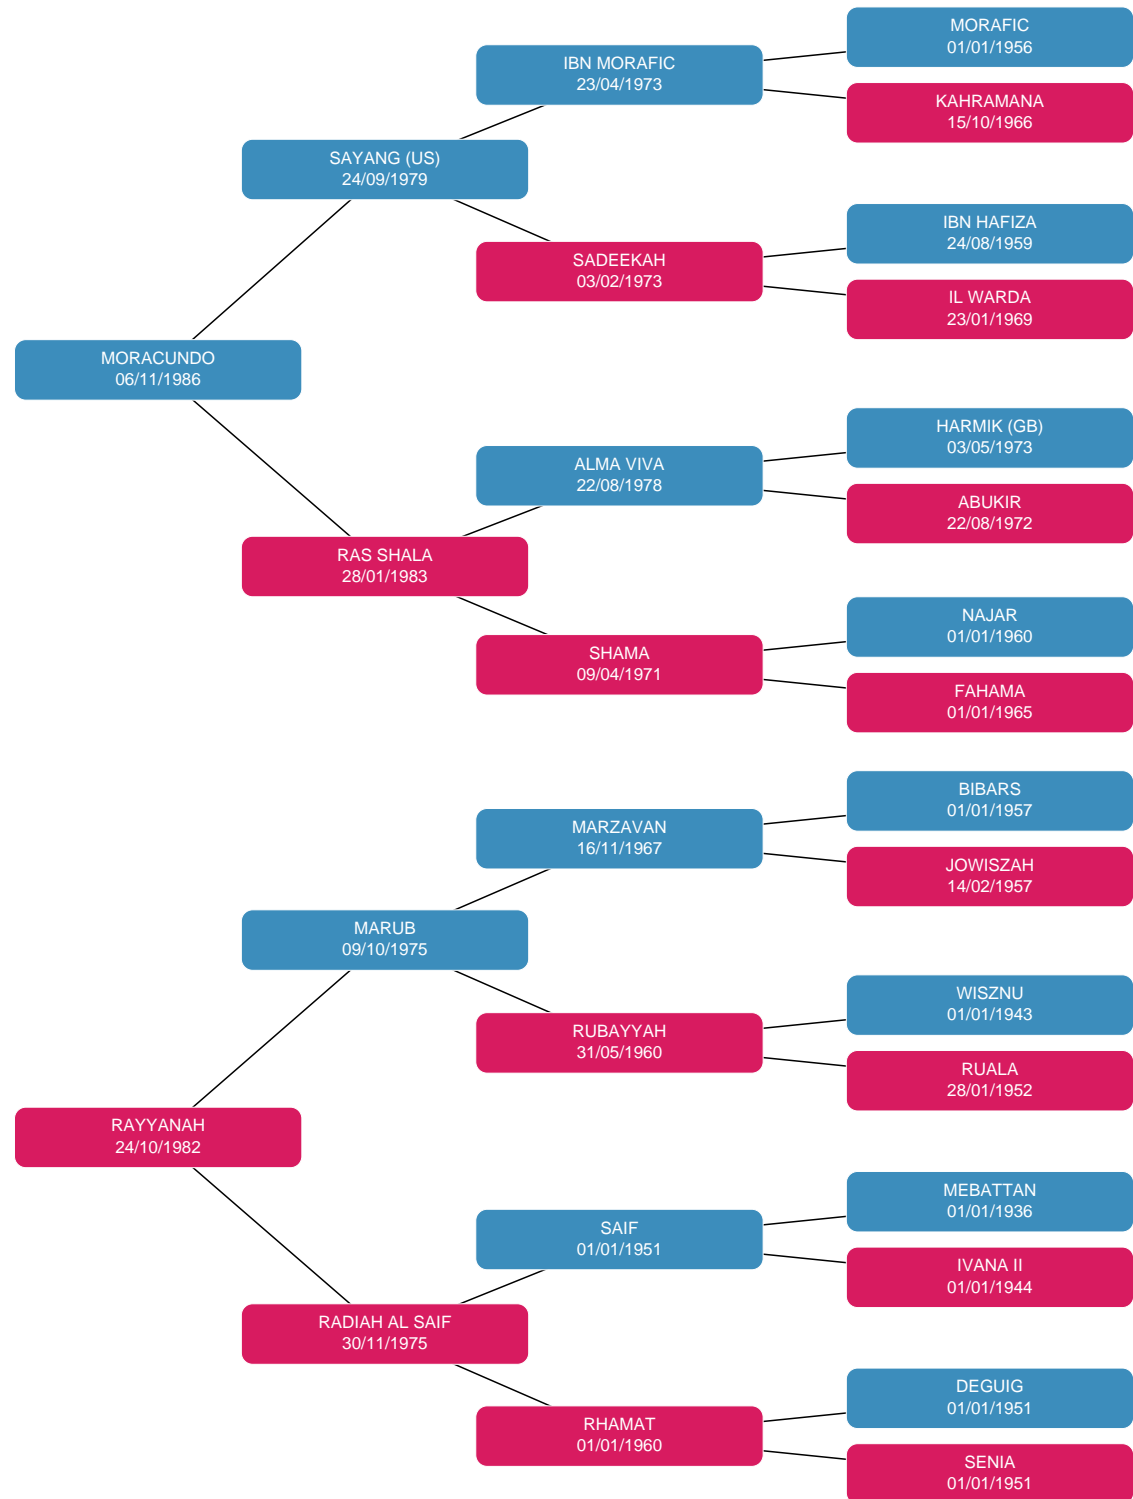 MORAFIC
01/01/1956
IBN MORAFIC
23/04/1973
KAHRAMANA
15/10/1966
SAYANG (US)
24/09/1979
IBN HAFIZA
24/08/1959
SADEEKAH
03/02/1973
IL WARDA
23/01/1969
MORACUNDO
06/11/1986
HARMIK (GB)
03/05/1973
ALMA VIVA
22/08/1978
ABUKIR
22/08/1972
RAS SHALA
28/01/1983
NAJAR
01/01/1960
SHAMA
09/04/1971
FAHAMA
01/01/1965
BIBARS
01/01/1957
MARZAVAN
16/11/1967
JOWISZAH
14/02/1957
MARUB
09/10/1975
WISZNU
01/01/1943
RUBAYYAH
31/05/1960
RUALA
28/01/1952
RAYYANAH
24/10/1982
MEBATTAN
01/01/1936
SAIF
01/01/1951
IVANA II
01/01/1944
RADIAH AL SAIF
30/11/1975
DEGUIG
01/01/1951
RHAMAT
01/01/1960
SENIA
01/01/1951